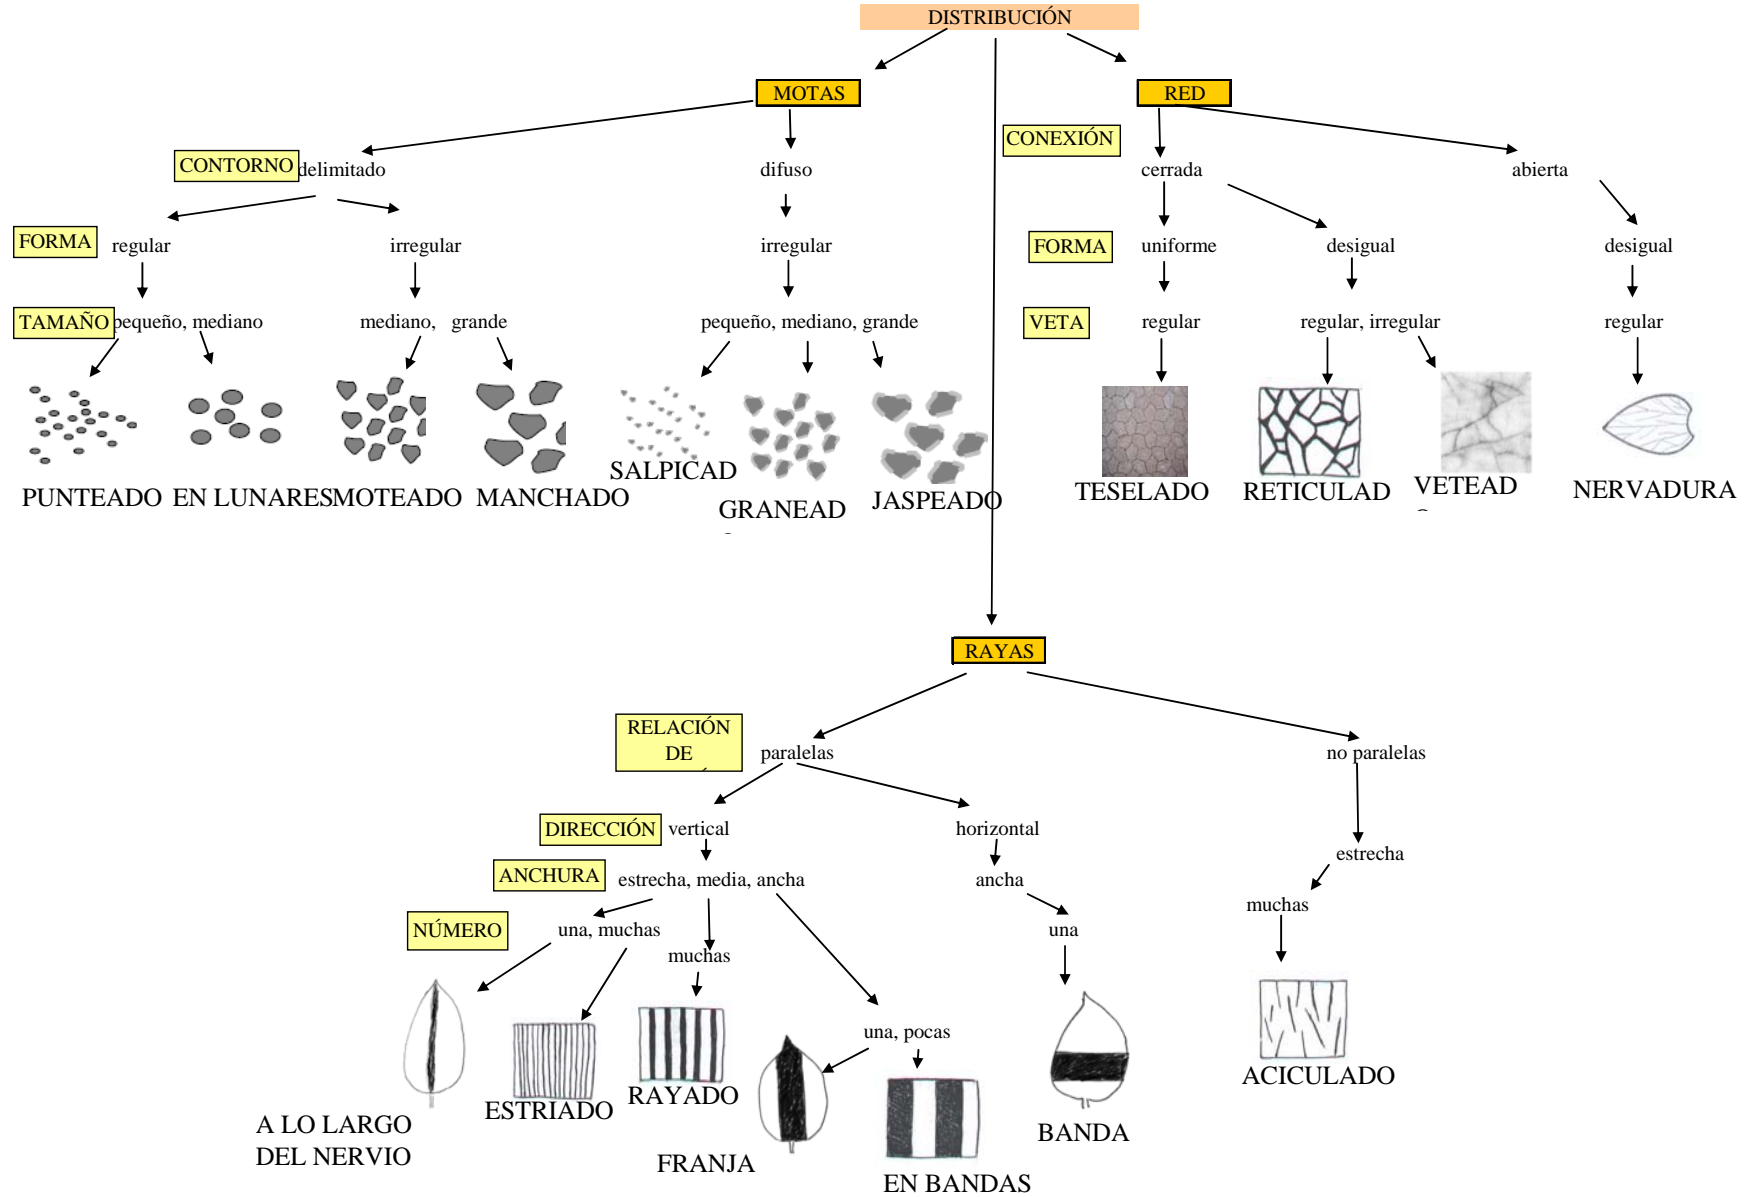 DISTRIBUCIÓN
MOTAS
RED
CONEXIÓN
CONTORNO
delimitado
difuso
cerrada
abierta
FORMA
regular
irregular
irregular
FORMA
uniforme
desigual
desigual
TAMAÑO
pequeño, mediano
mediano, grande
pequeño, mediano, grande
VETA
regular
regular, irregular
regular
PUNTEADO
EN LUNARES
MOTEADO
MANCHADO
SALPICAD
GRANEAD
JASPEADO
TESELADO
RETICULAD
VETEAD
NERVADURA
RAYAS
RELACIÓN
DE
paralelas
no paralelas
DIRECCIÓN
vertical
horizontal
estrecha
ANCHURA
estrecha, media, ancha
ancha
muchas
NÚMERO
una, muchas
muchas
una
una, pocas
A LO LARGO
DEL NERVIO
ESTRIADO
RAYADO
FRANJA
EN BANDAS
BANDA
ACICULADO